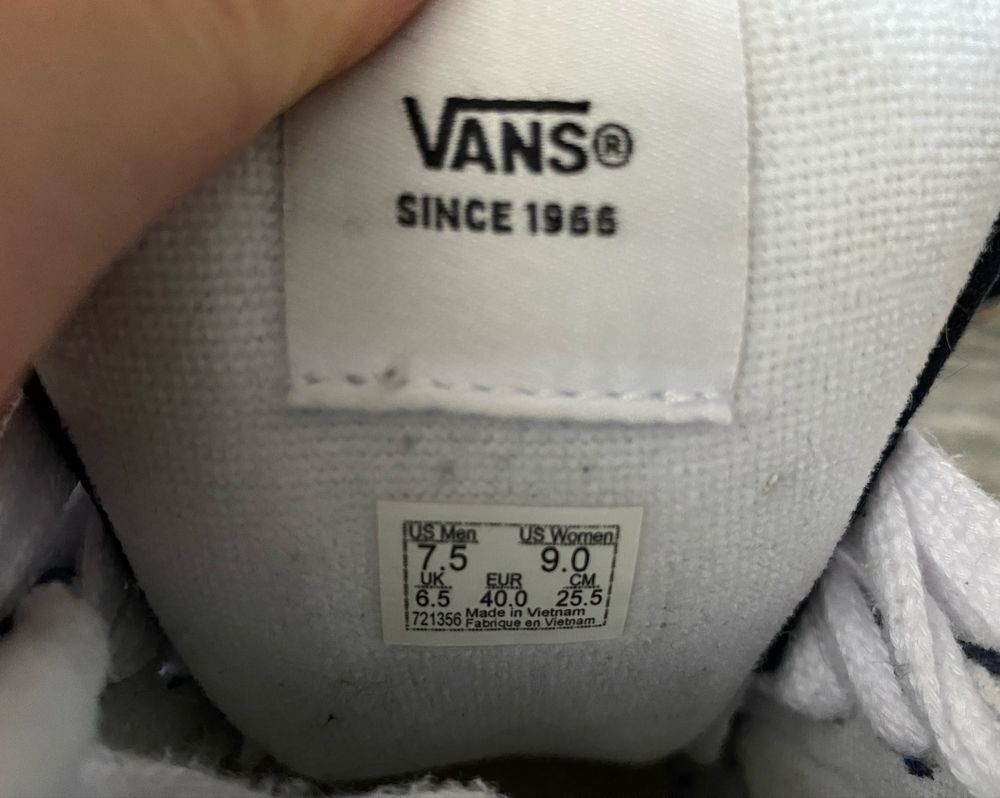 VANS®
SINCE 1966
US Men US Women
7.5 9.0
UK EUR CM
6.5 40.0 25.5
721356 Made in Vietnam
Fabrique en Vietnam